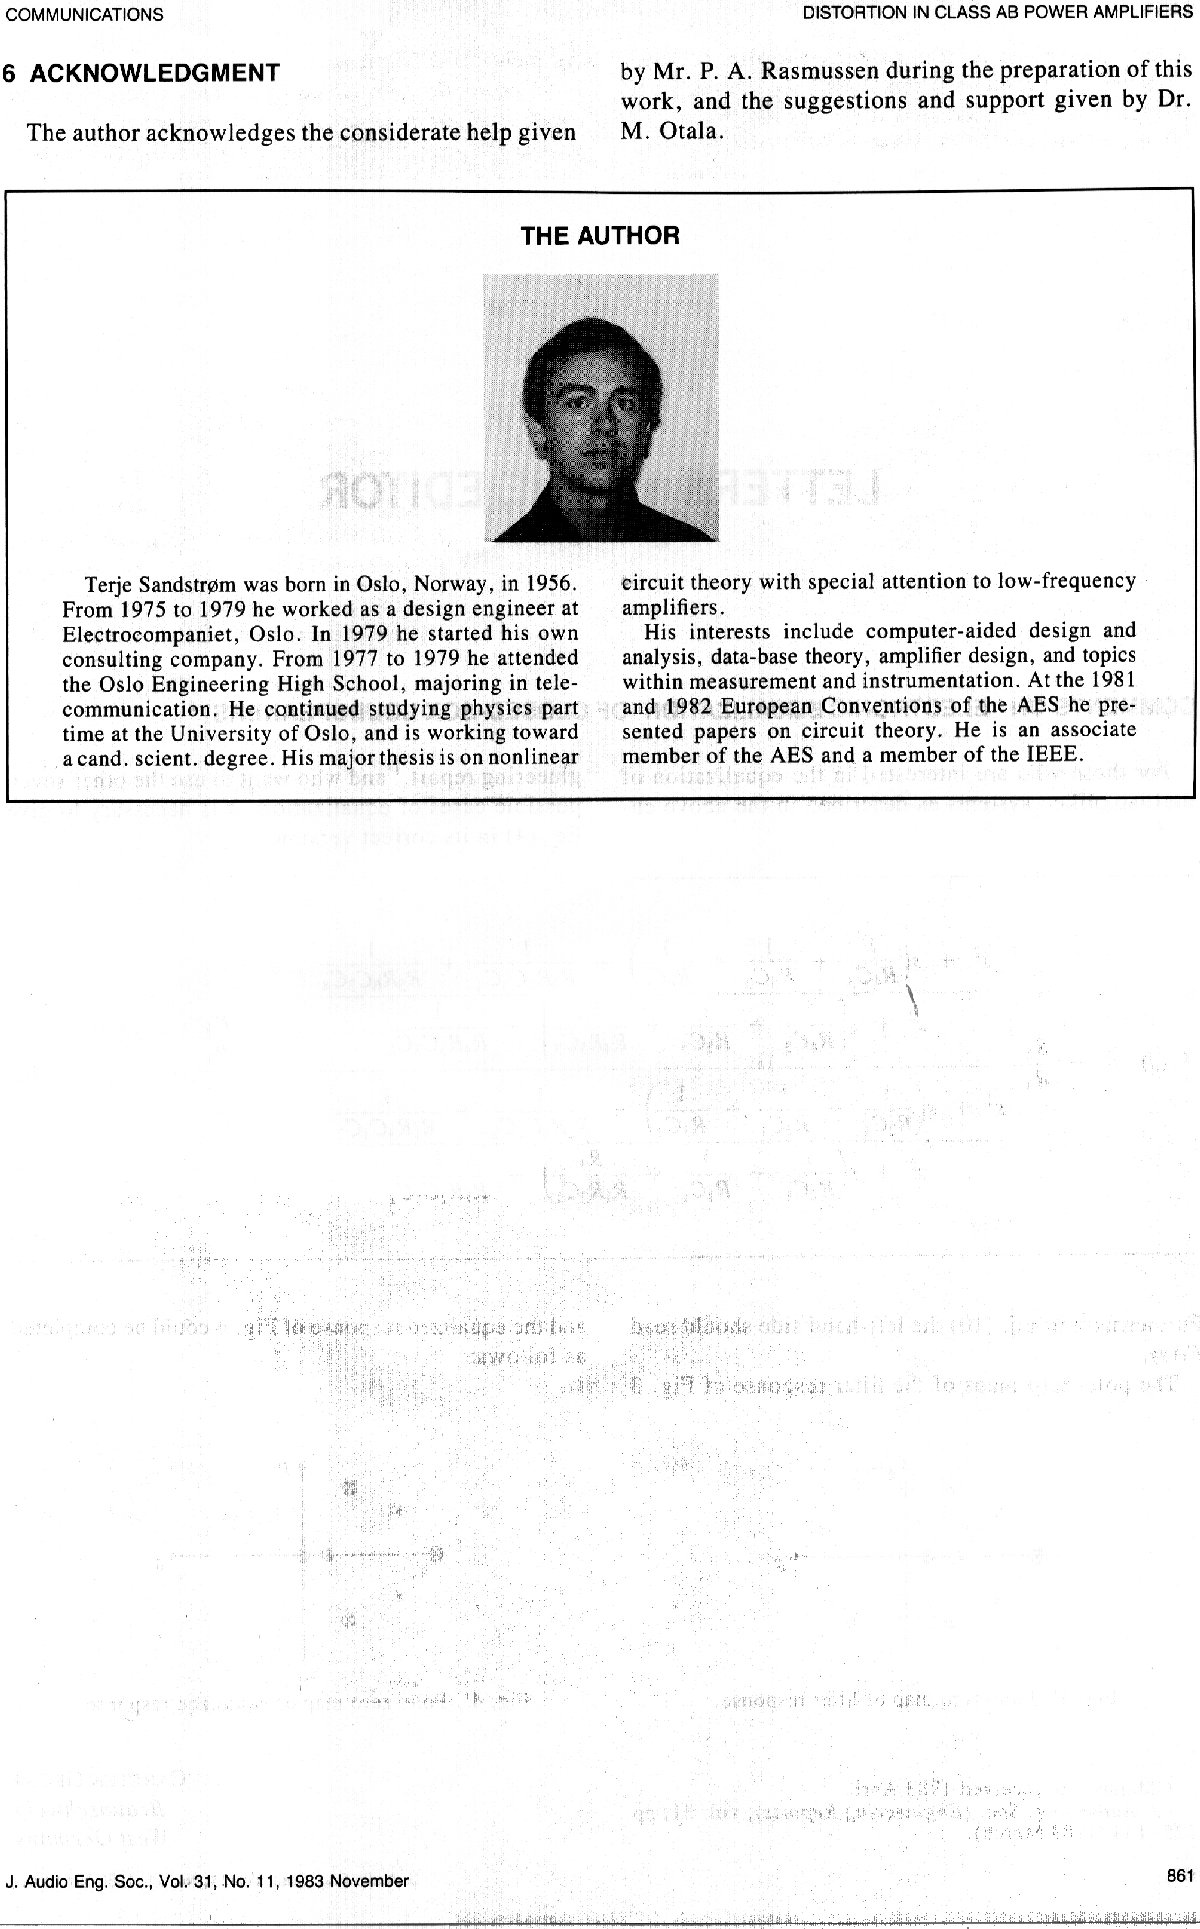 COMMUNICATIONS
DISTORTION IN CLASS AB POWER AMPLIFIERS
6 ACKNOWLEDGMENT
The author acknowledges the considerate help given
by Mr. P. A. Rasmussen during the preparation of this
work, and the suggestions and support given by Dr.
M. Otala.
THE AUTHOR
Terje Sandstrøm was born in Oslo, Norway, in 1956.
From 1975 to 1979 he worked as a design engineer at
Electrocompaniet, Oslo. In 1979 he started his own
consulting company. From 1977 to 1979 he attended
the Oslo Engineering High School, majoring in tele-
communication. He continued studying physics part
time at the University of Oslo, and is working toward
a cand. scient. degree. His major thesis is on nonlinear
circuit theory with special attention to low-frequency
amplifiers.
His interests include computer-aided design and
analysis, data-base theory, amplifier design, and topics
within measurement and instrumentation. At the 1981
and 1982 European Conventions of the AES he pre-
sented papers on circuit theory. He is an associate
member of the AES and a member of the IEEE.
J. Audio Eng. Soc., Vol. 31, No. 11, 1983 November
861